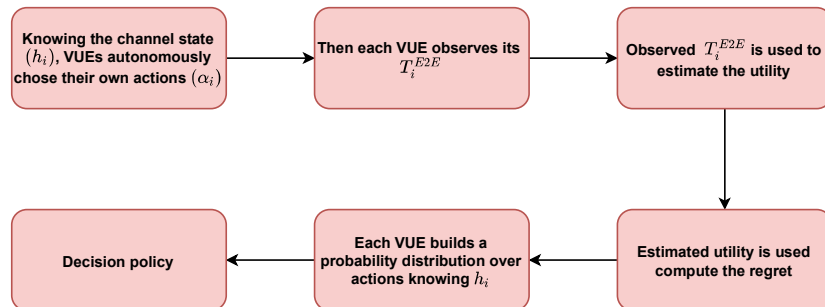 Knowing the channel state
(h_i), VUEs autonomously
chose their own actions (α_i)
Then each VUE observes its
T_i^{E2E}
Observed T_i^{E2E} is used to
estimate the utility
Estimated utility is used
compute the regret
Each VUE builds a
probability distribution over
actions knowing h_i
Decision policy